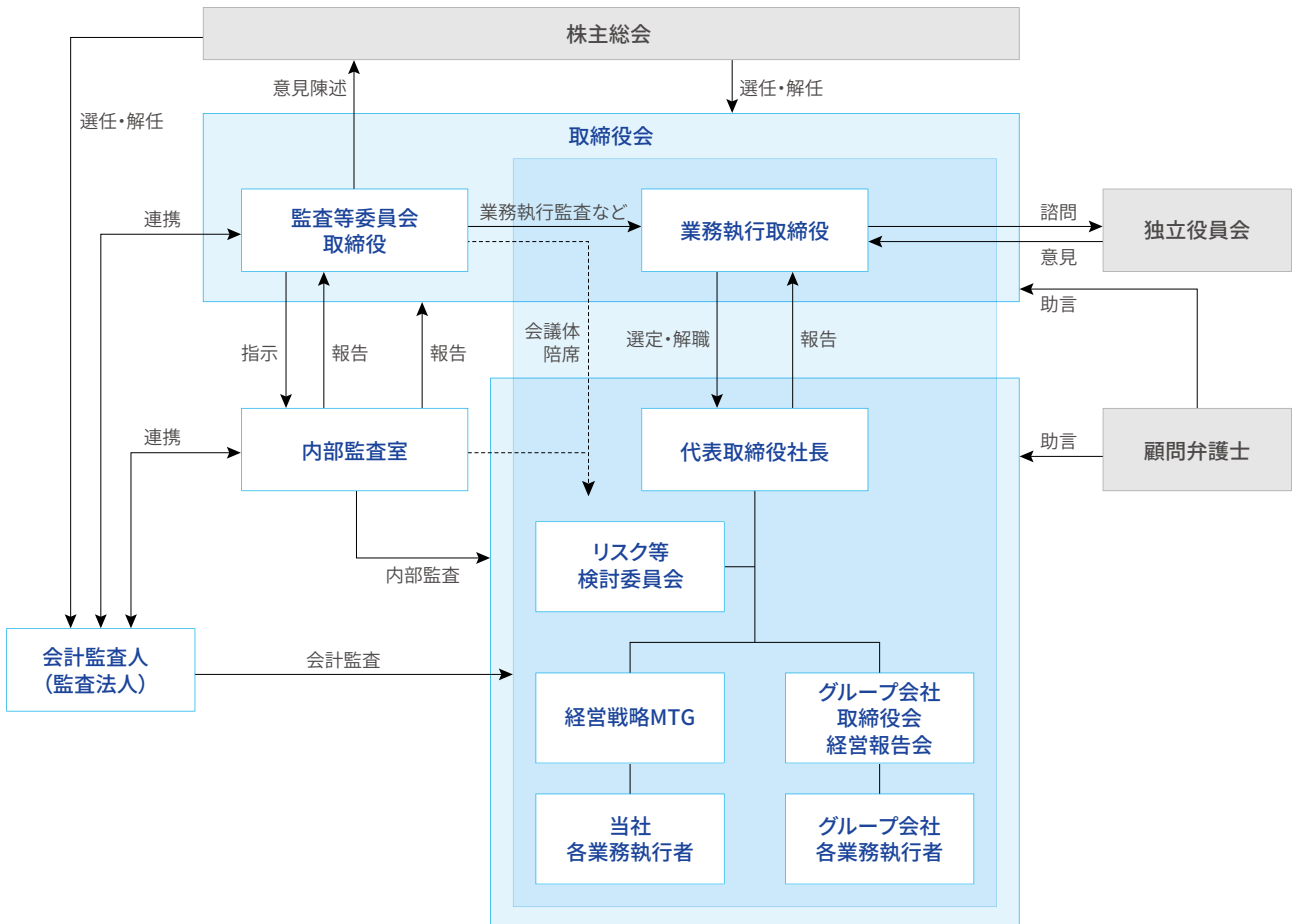 株主総会
意見陳述
選任・解任
選任・解任
取締役会
連携
監査等委員会
取締役
業務執行監査など
業務執行取締役
諮問
意見
独立役員会
助言
指示
報告
報告
会議体
陪席
選定・解職
報告
連携
内部監査室
代表取締役社長
助言
顧問弁護士
リスク等
検討委員会
内部監査
会計監査人
（監査法人）
会計監査
経営戦略MTG
グループ会社
取締役会
経営報告会
当社
各業務執行者
グループ会社
各業務執行者